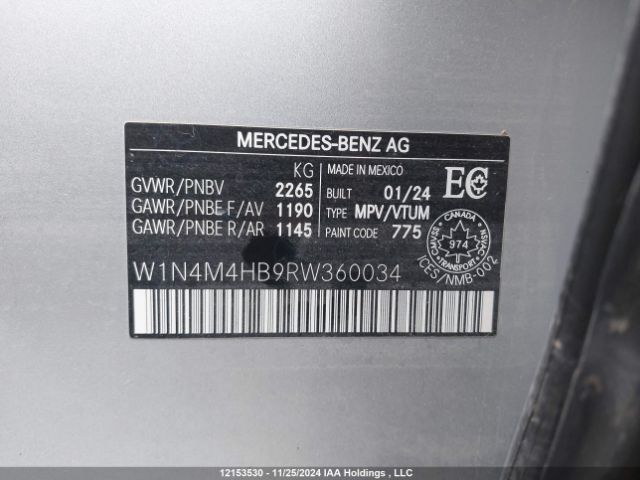 MERCEDES-BENZ AG
KG
MADE IN MEXICO
GVWR/PNBV 2265
BUILT 01/24
GAWR/PNBE F/AV 1190
TYPE MPV/VTUM
GAWR/PNBE R/AR 1145
PAINT CODE 775
EC
CANADA
974
TRANSPORT
CMVSS
NSVAC
ICES/NMB-002
W1N4M4HB9RW360034
12153530 - 11/25/2024 IAA Holdings , LLC